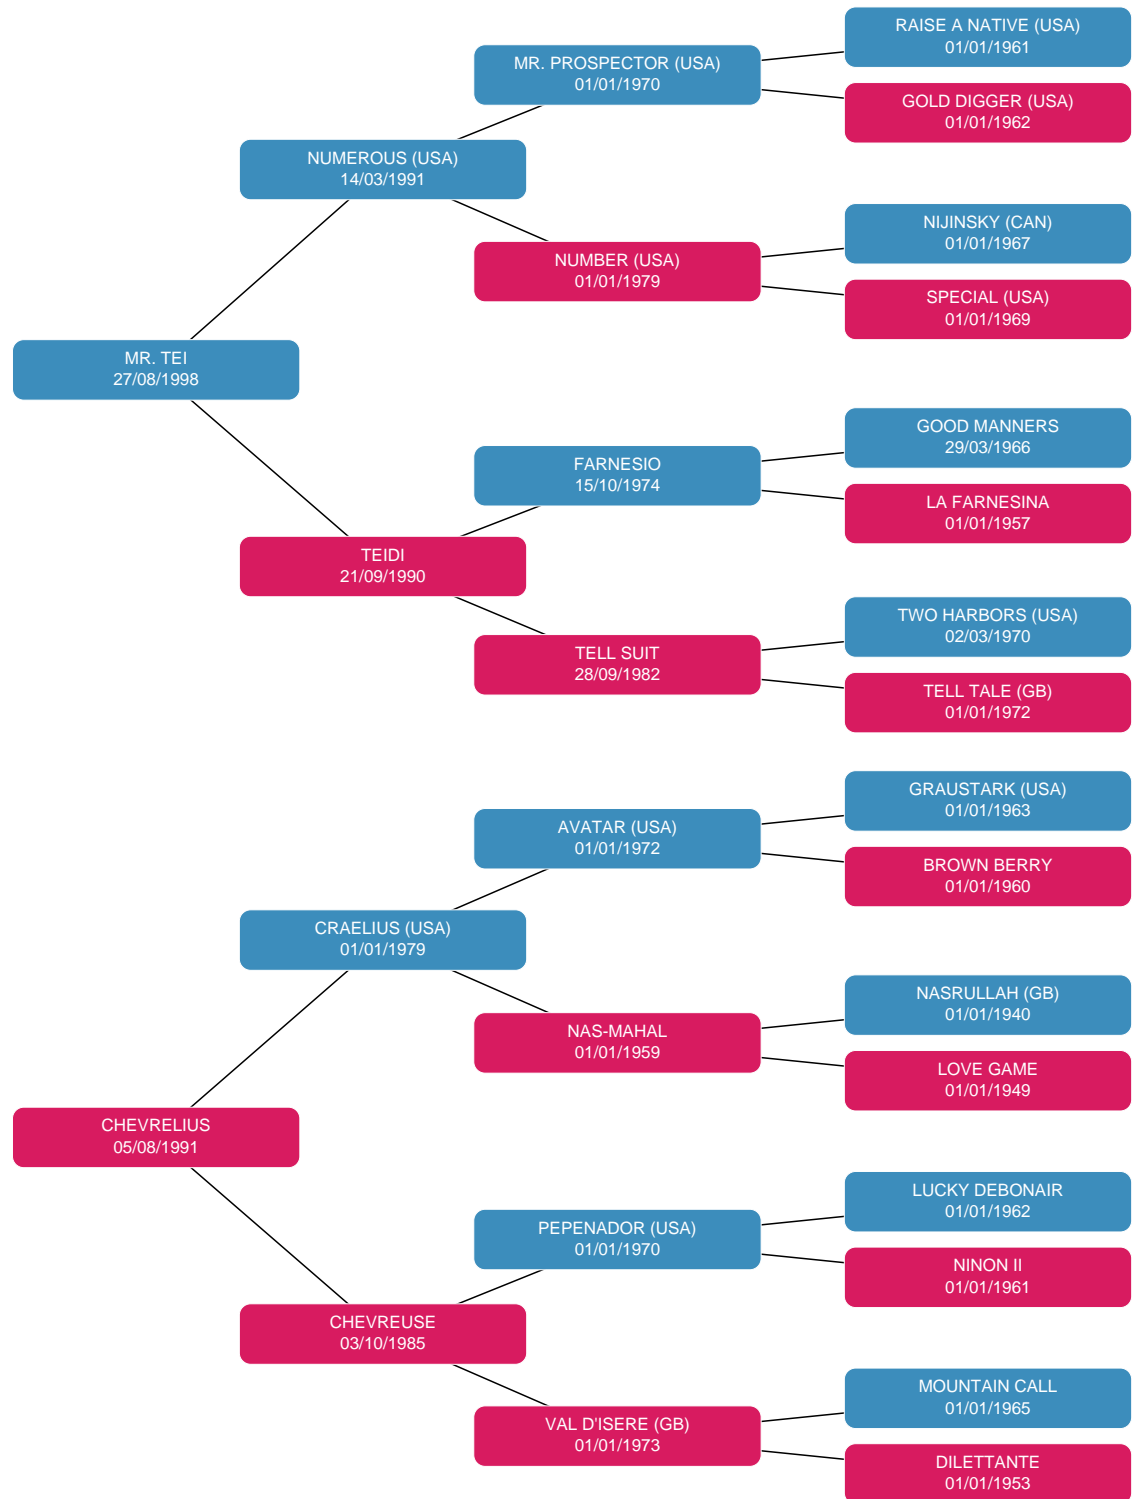 RAISE A NATIVE (USA)
01/01/1961
MR. PROSPECTOR (USA)
01/01/1970
GOLD DIGGER (USA)
01/01/1962
NUMEROUS (USA)
14/03/1991
NIJINSKY (CAN)
01/01/1967
NUMBER (USA)
01/01/1979
SPECIAL (USA)
01/01/1969
MR. TEI
27/08/1998
GOOD MANNERS
29/03/1966
FARNESIO
15/10/1974
LA FARNESINA
01/01/1957
TEIDI
21/09/1990
TWO HARBORS (USA)
02/03/1970
TELL SUIT
28/09/1982
TELL TALE (GB)
01/01/1972
GRAUSTARK (USA)
01/01/1963
AVATAR (USA)
01/01/1972
BROWN BERRY
01/01/1960
CRAELIUS (USA)
01/01/1979
NASRULLAH (GB)
01/01/1940
NAS-MAHAL
01/01/1959
LOVE GAME
01/01/1949
CHEVRELIUS
05/08/1991
LUCKY DEBONAIR
01/01/1962
PEPENADOR (USA)
01/01/1970
NINON II
01/01/1961
CHEVREUSE
03/10/1985
MOUNTAIN CALL
01/01/1965
VAL D'ISERE (GB)
01/01/1973
DILETTANTE
01/01/1953